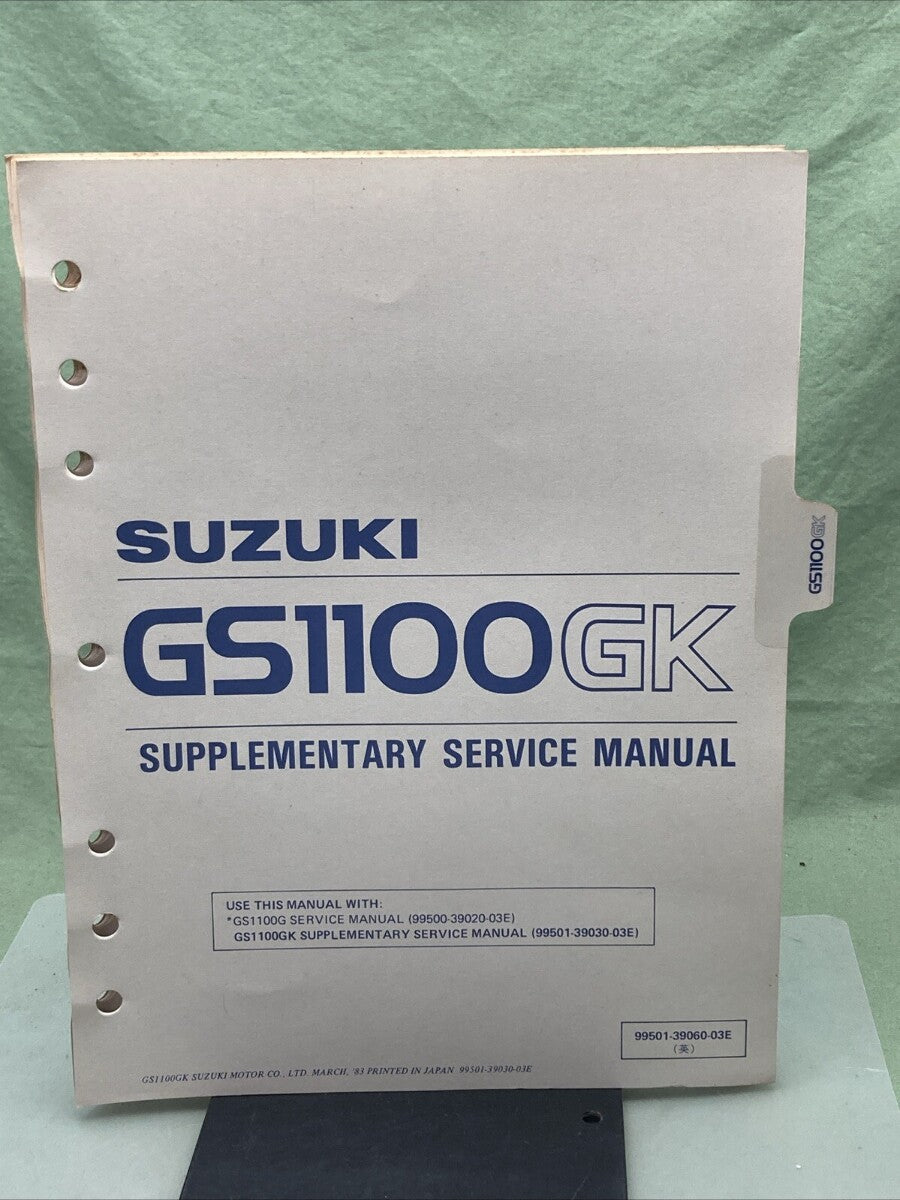 SUZUKI
GS1100GK
SUPPLEMENTARY SERVICE MANUAL
GS1100GK
USE THIS MANUAL WITH:
*GS1100G SERVICE MANUAL (99500-39020-03E)
GS1100GK SUPPLEMENTARY SERVICE MANUAL (99501-39030-03E)
99501-39060-03E
(英)
GS1100GK SUZUKI MOTOR CO., LTD. MARCH, '83 PRINTED IN JAPAN 99501-39030-03E